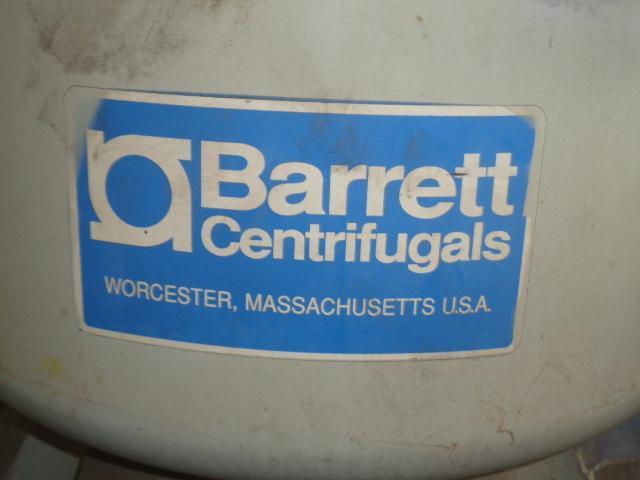 Barrett
Centrifugals
WORCESTER, MASSACHUSETTS U.S.A.